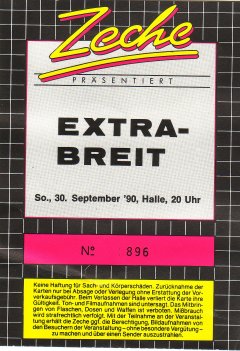 Zeche
PRÄSENTIERT
EXTRA-
BREIT
So., 30. September '90, Halle, 20 Uhr
Nº 896
Keine Haftung für Sach- und Körperschäden. Zurücknahme der
Karten nur bei Absage oder Verlegung ohne Erstattung der Vor-
verkaufsgebühr. Beim Verlassen der Halle verliert die Karte ihre
Gültigkeit. Ton- und Filmaufnahmen sind untersagt. Das Mitbrin-
gen von Flaschen, Dosen und Waffen ist verboten. Mißbrauch
wird strafrechtlich verfolgt. Mit der Teilnahme an der Veranstal-
tung erhält die Zeche ggf. die Berechtigung, Bildaufnahmen von
den Besuchern der Veranstaltung – ohne besondere Vergütung –
zu machen und über einen Sender auszustrahlen.